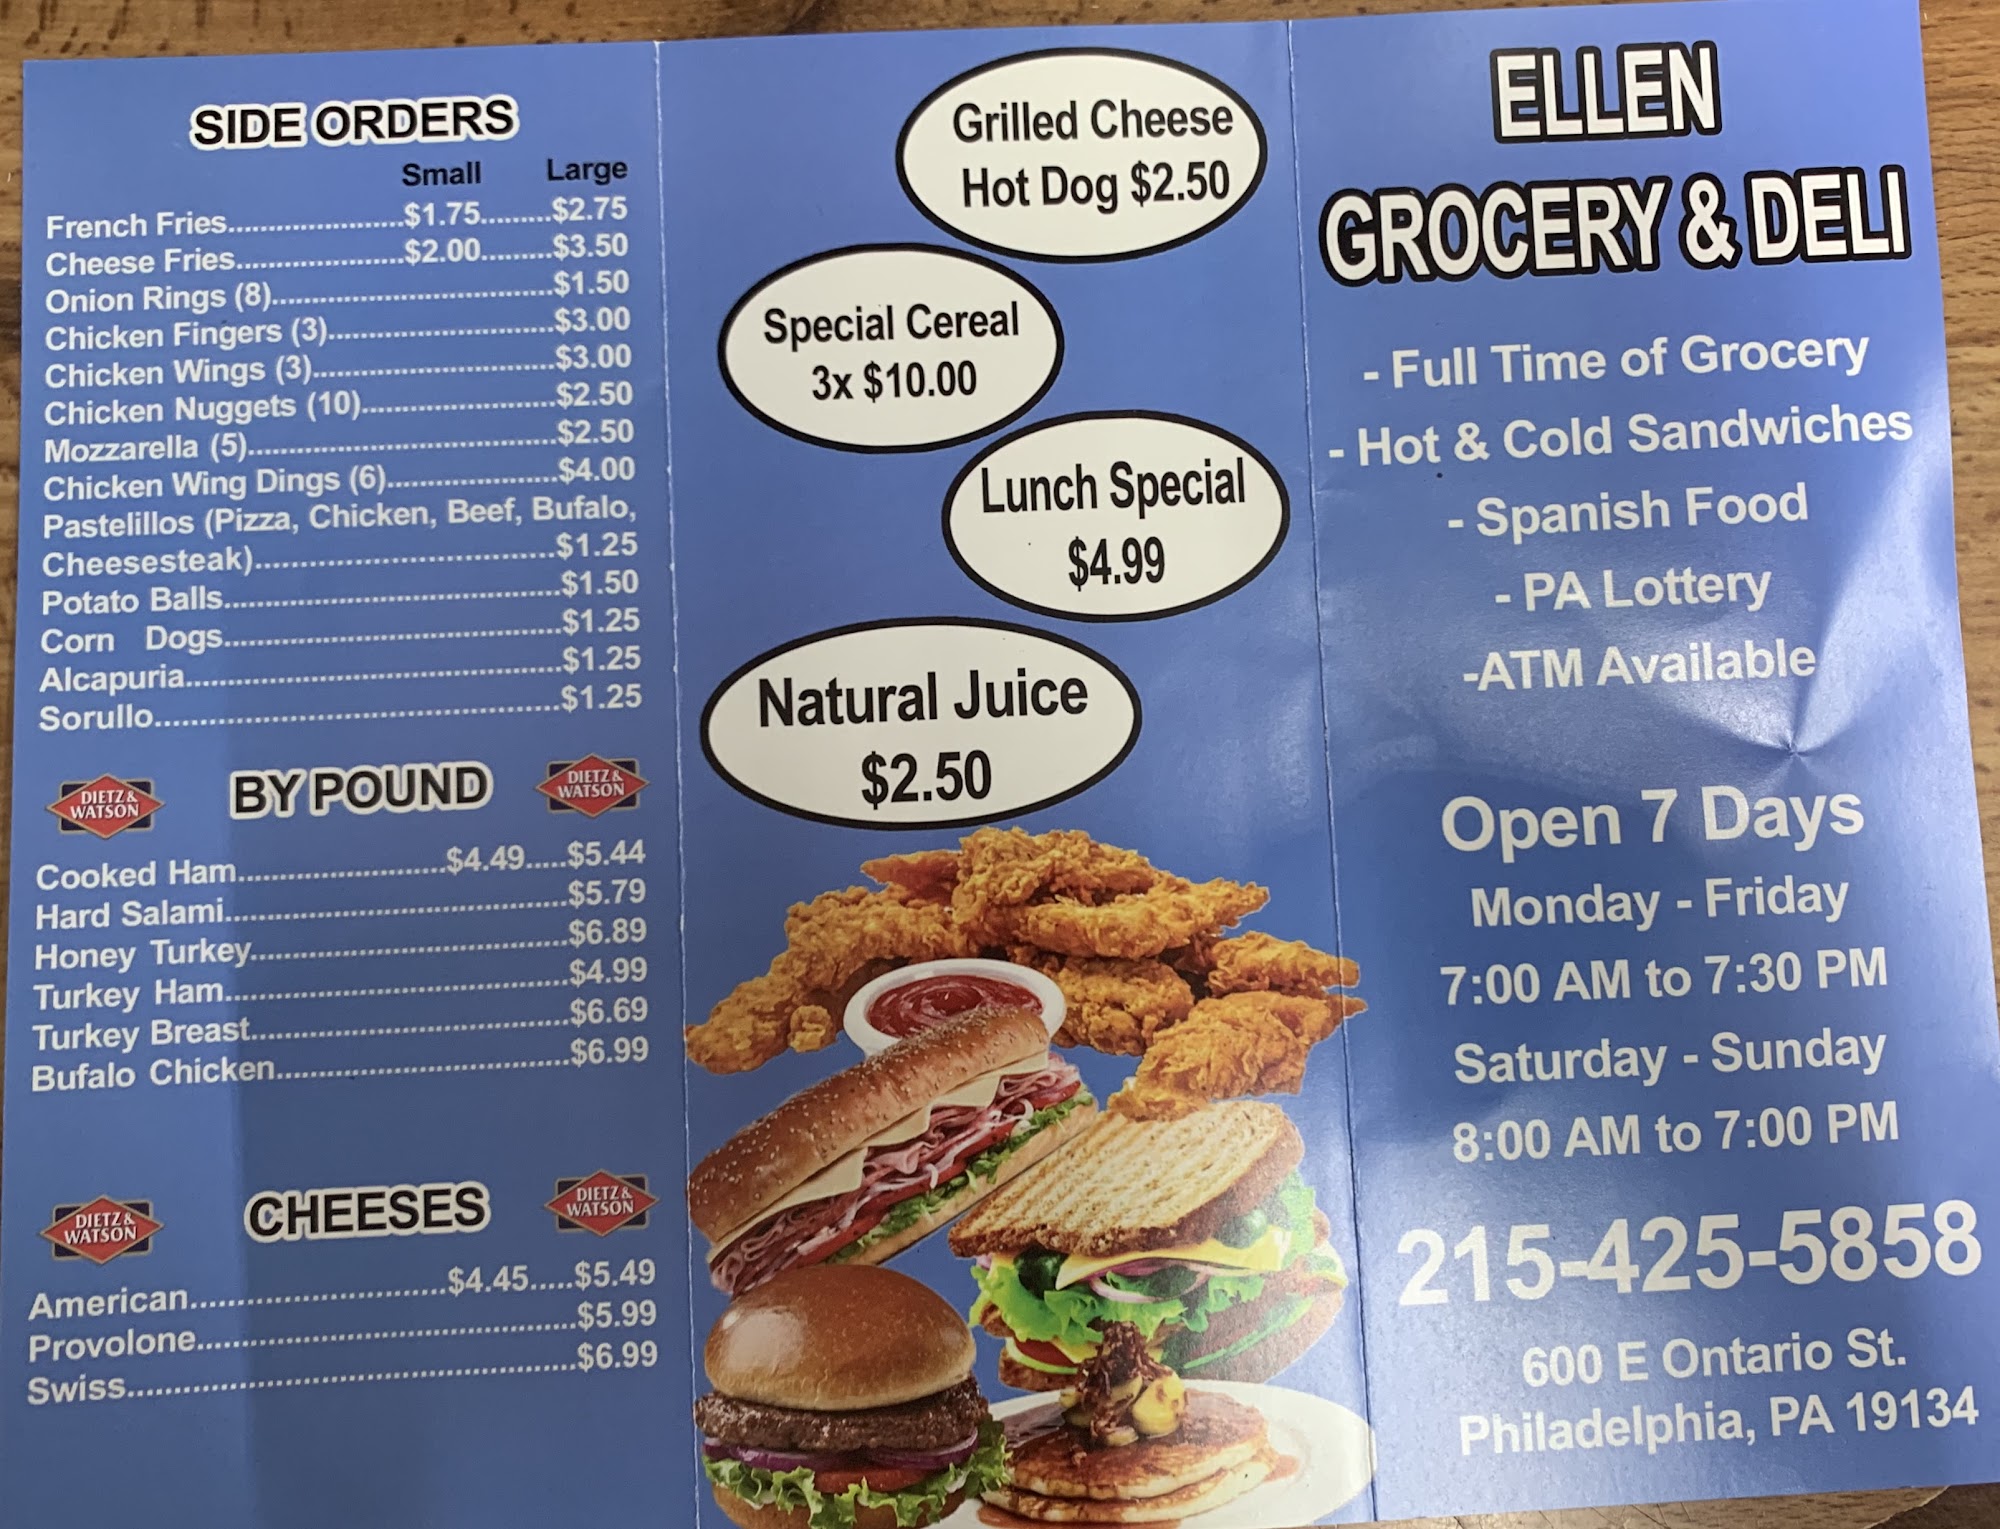 SIDE ORDERS
Small Large
French Fries.......................$1.75.........$2.75
Cheese Fries......................$2.00.........$3.50
Onion Rings (8)....................................$1.50
Chicken Fingers (3).............................$3.00
Chicken Wings (3)...............................$3.00
Chicken Nuggets (10).........................$2.50
Mozzarella (5).......................................$2.50
Chicken Wing Dings (6)......................$4.00
Pastelillos (Pizza, Chicken, Beef, Bufalo,
Cheesesteak)......................................$1.25
Potato Balls...........................................$1.50
Corn Dogs...........................................$1.25
Alcapuria................................................$1.25
Sorullo....................................................$1.25
DIETZ &
WATSON
BY POUND
DIETZ &
WATSON
Cooked Ham...........................$4.49.....$5.44
Hard Salami...........................................$5.79
Honey Turkey........................................$6.89
Turkey Ham...........................................$4.99
Turkey Breast........................................$6.69
Bufalo Chicken.....................................$6.99
DIETZ &
WATSON
CHEESES
DIETZ &
WATSON
American.................................$4.45.....$5.49
Provolone................................................$5.99
Swiss.........................................................$6.99
Grilled Cheese
Hot Dog $2.50
Special Cereal
3x $10.00
Lunch Special
$4.99
Natural Juice
$2.50
ELLEN
GROCERY & DELI
- Full Time of Grocery
- Hot & Cold Sandwiches
- Spanish Food
- PA Lottery
-ATM Available
Open 7 Days
Monday - Friday
7:00 AM to 7:30 PM
Saturday - Sunday
8:00 AM to 7:00 PM
215-425-5858
600 E Ontario St.
Philadelphia, PA 19134